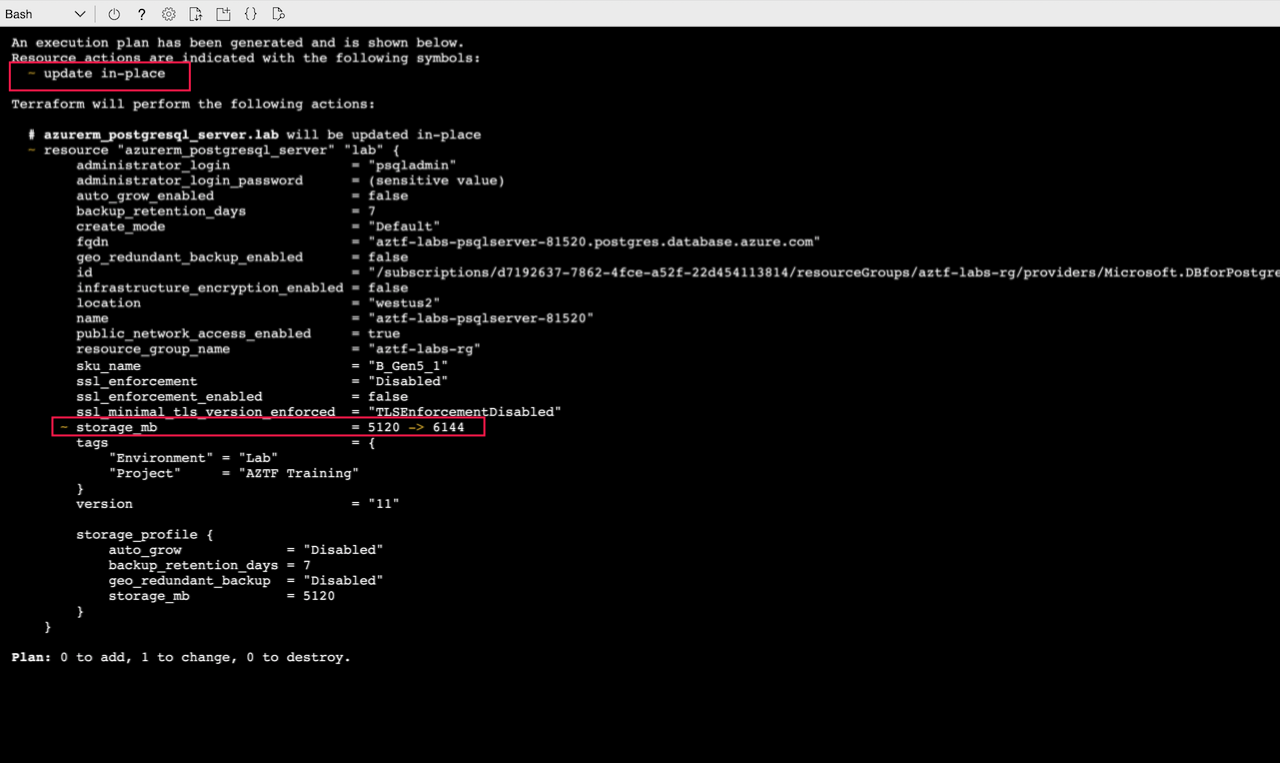 Bash
An execution plan has been generated and is shown below.
Resource actions are indicated with the following symbols:
  ~ update in-place

Terraform will perform the following actions:

  # azurerm_postgresql_server.lab will be updated in-place
  ~ resource "azurerm_postgresql_server" "lab" {
        administrator_login               = "psqladmin"
        administrator_login_password      = (sensitive value)
        auto_grow_enabled                 = false
        backup_retention_days             = 7
        create_mode                       = "Default"
        fqdn                              = "aztf-labs-psqlserver-81520.postgres.database.azure.com"
        geo_redundant_backup_enabled      = false
        id                                = "/subscriptions/d7192637-7862-4fce-a52f-22d454113814/resourceGroups/aztf-labs-rg/providers/Microsoft.DBforPostgre
        infrastructure_encryption_enabled = false
        location                          = "westus2"
        name                              = "aztf-labs-psqlserver-81520"
        public_network_access_enabled     = true
        resource_group_name               = "aztf-labs-rg"
        sku_name                          = "B_Gen5_1"
        ssl_enforcement                   = "Disabled"
        ssl_enforcement_enabled           = false
        ssl_minimal_tls_version_enforced  = "TLSEnforcementDisabled"
      ~ storage_mb                        = 5120 -> 6144
        tags                              = {
            "Environment" = "Lab"
            "Project"     = "AZTF Training"
        }
        version                           = "11"

        storage_profile {
            auto_grow             = "Disabled"
            backup_retention_days = 7
            geo_redundant_backup  = "Disabled"
            storage_mb            = 5120
        }
    }

Plan: 0 to add, 1 to change, 0 to destroy.